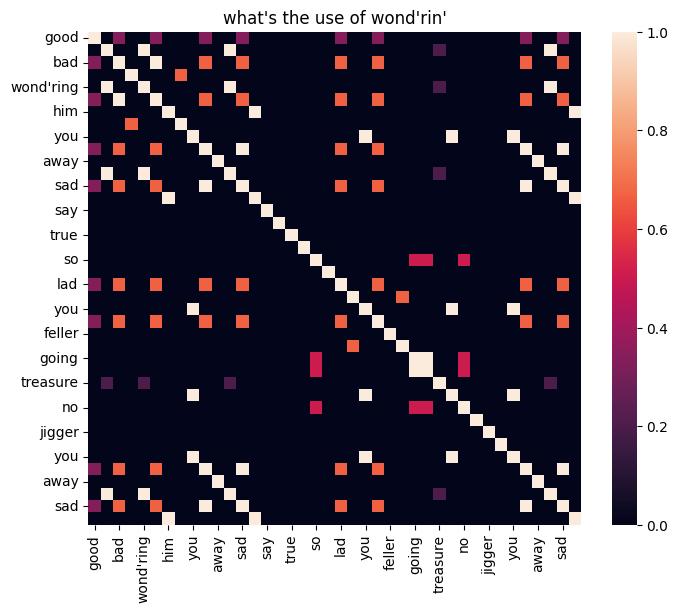 what's the use of wond'rin'
good
bad
wond'ring
him
you
away
sad
say
true
so
lad
you
feller
going
treasure
no
jigger
you
away
sad
good
bad
wond'ring
him
you
away
sad
say
true
so
lad
you
feller
going
treasure
no
jigger
you
away
sad
1.0
0.8
0.6
0.4
0.2
0.0